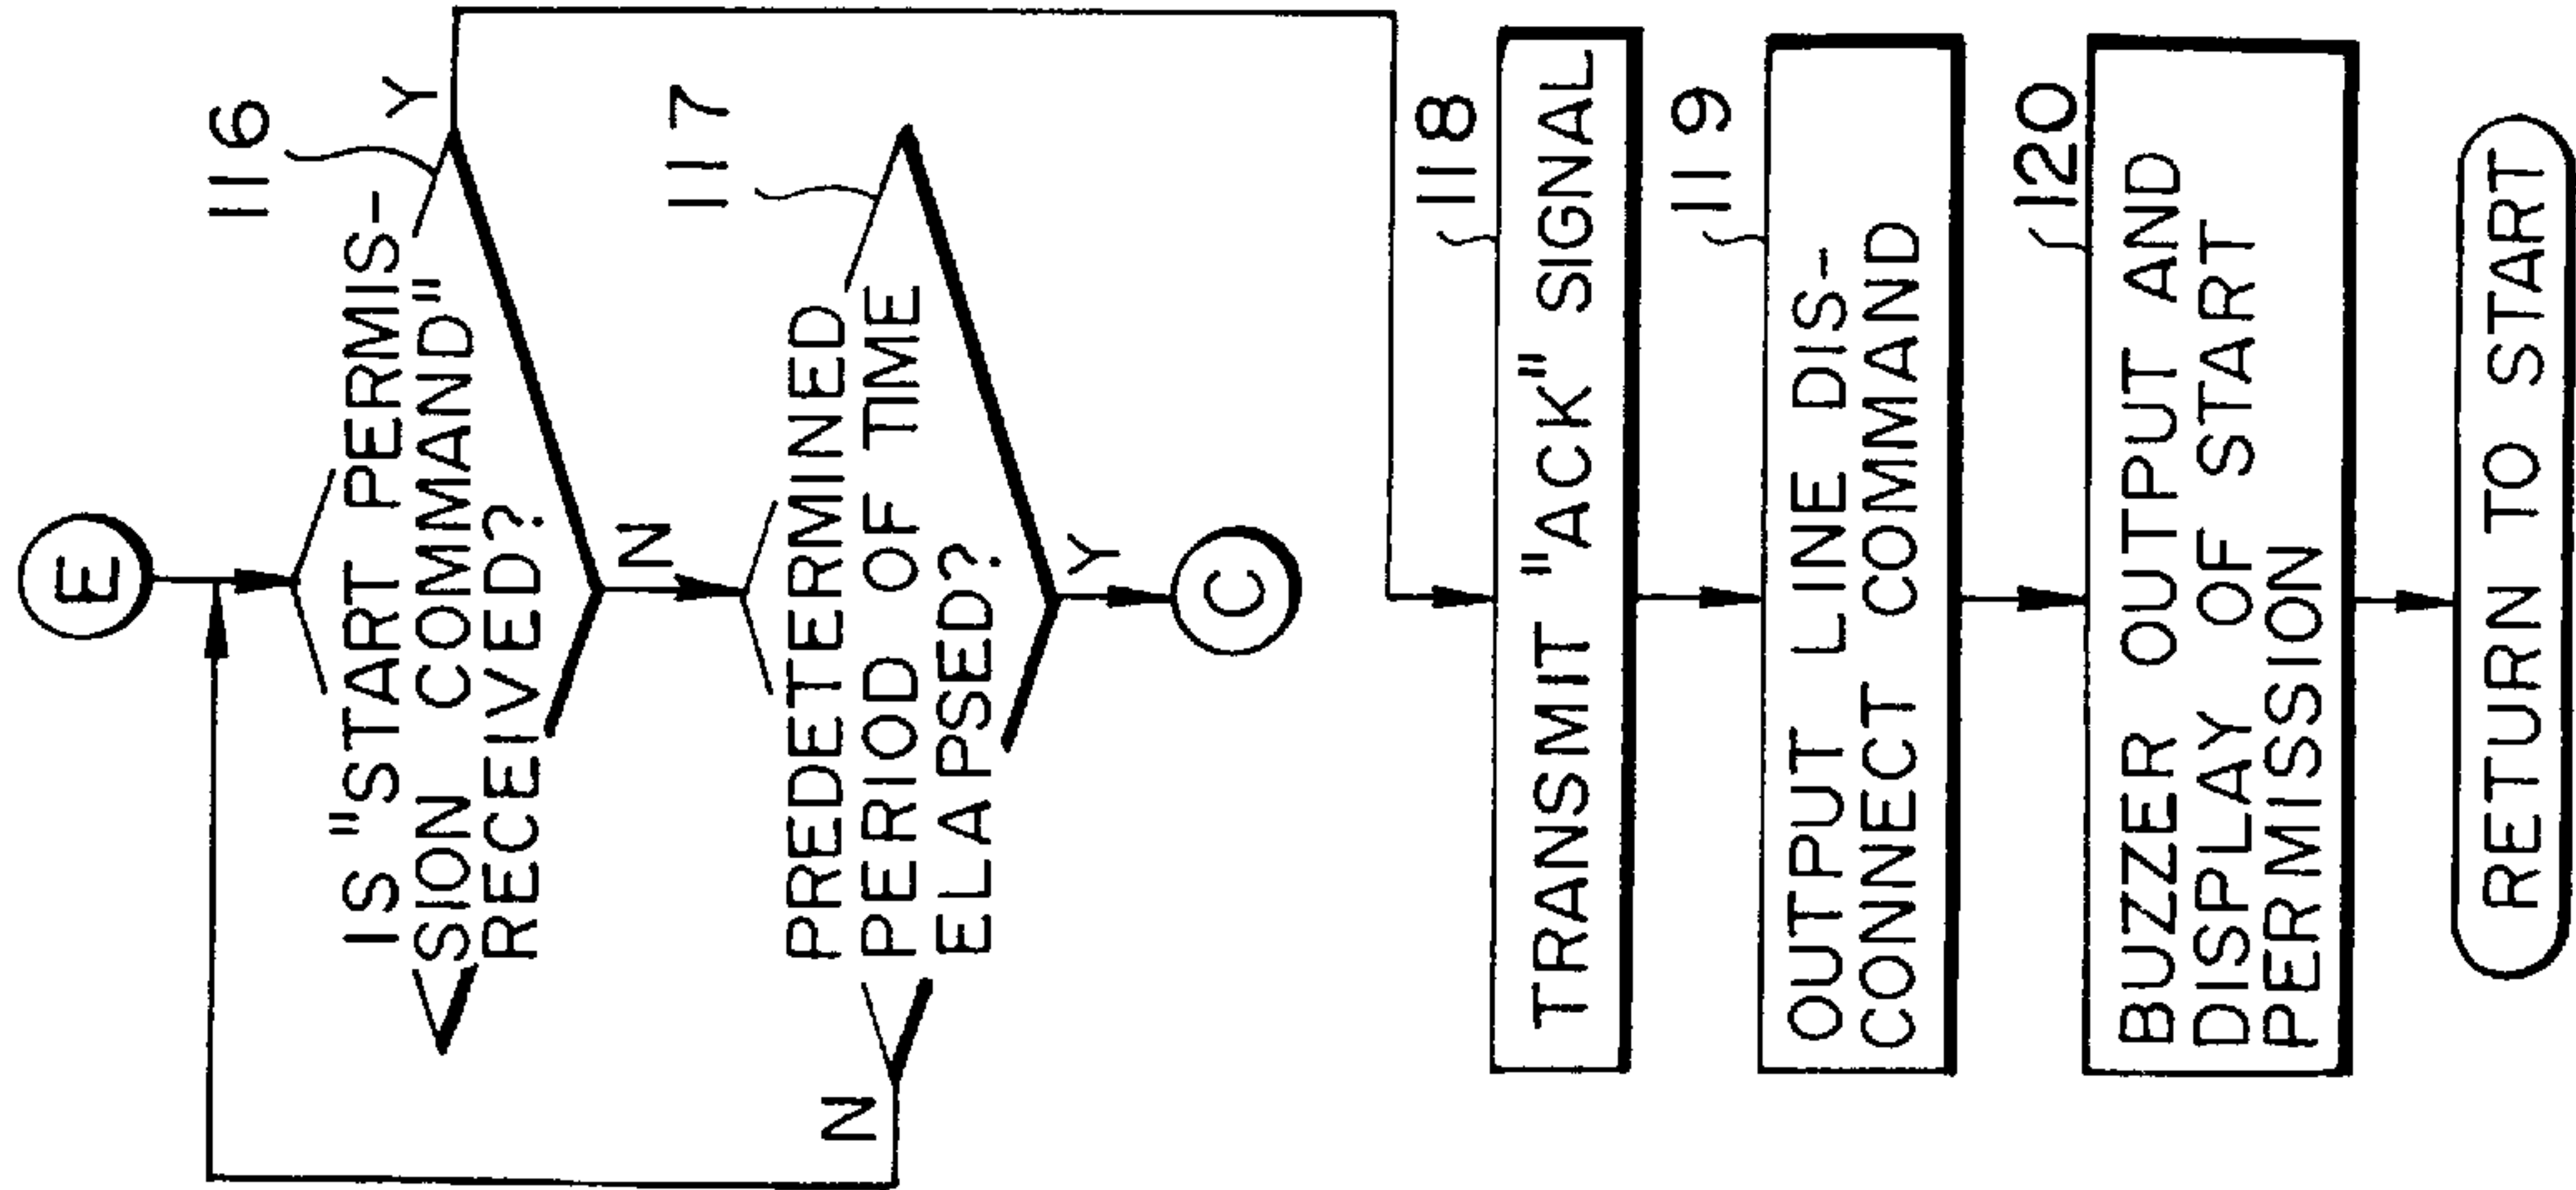 E
116
IS "START PERMIS-
SION COMMAND"
RECEIVED?
Y
N
117
PREDETERMINED
PERIOD OF TIME
ELAPSED?
N
Y
C
118
TRANSMIT "ACK" SIGNAL
119
OUTPUT LINE DIS-
CONNECT COMMAND
120
BUZZER OUTPUT AND
DISPLAY OF START
PERMISSION
RETURN TO START